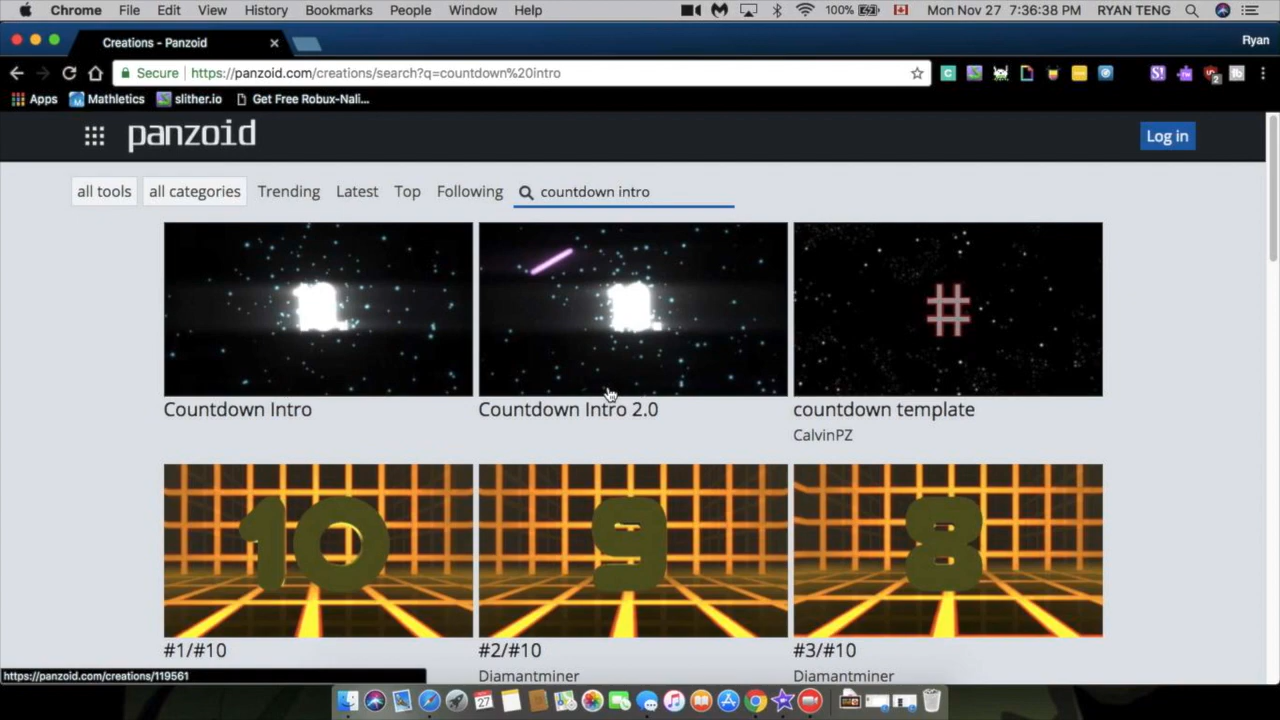 Chrome File Edit View History Bookmarks People Window Help 100% Mon Nov 27 7:36:38 PM RYAN TENG
Creations - Panzoid Ryan
Secure https://panzoid.com/creations/search?q=countdown%20intro
Apps Mathletics slither.io Get Free Robux-Nali...
panzoid Log in
all tools all categories Trending Latest Top Following countdown intro
#
Countdown Intro Countdown Intro 2.0 countdown template
CalvinPZ
10 9 8
#1/#10 #2/#10 #3/#10
Diamantminer Diamantminer
https://panzoid.com/creations/119561